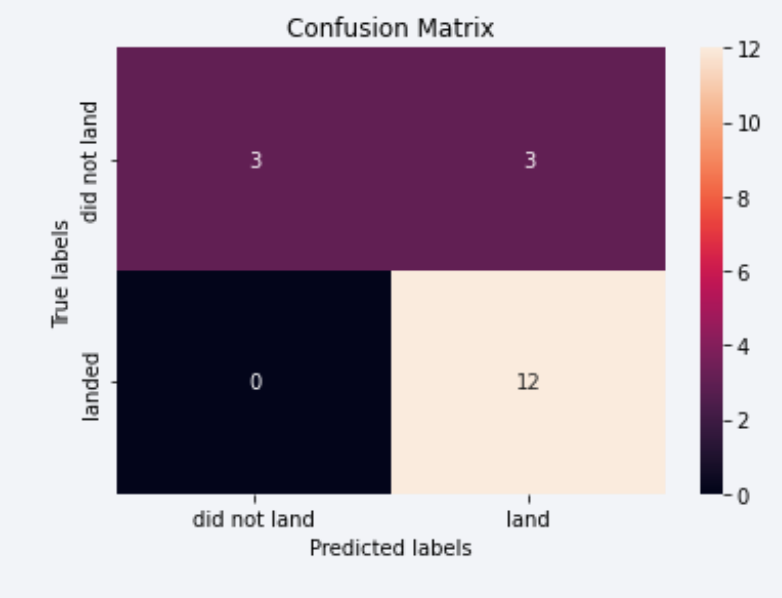 Confusion Matrix
True labels
did not land
landed
3 3
0 12
did not land land
Predicted labels
12
10
8
6
4
2
0